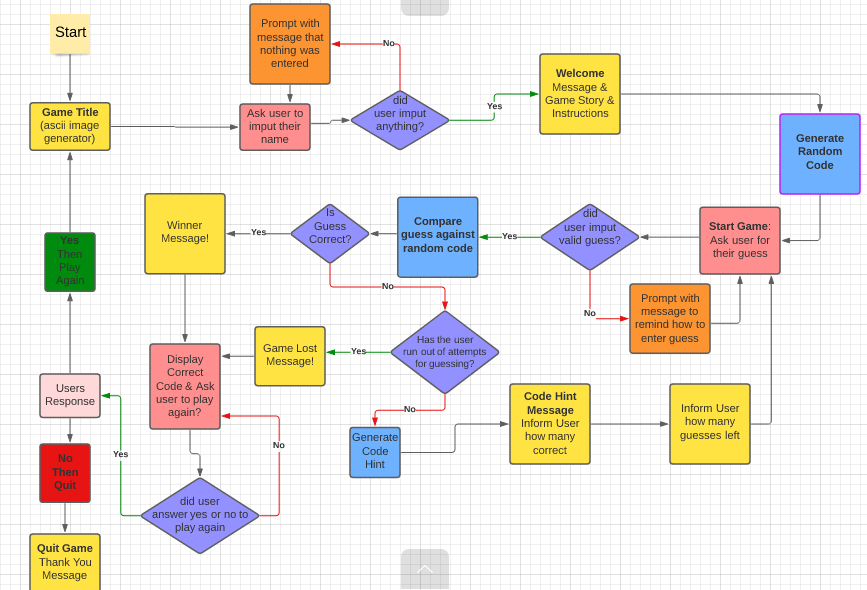 Start
Game Title
(ascii image
generator)
Prompt with
message that
nothing was
entered
No
Ask user to
imput their
name
did
user imput
anything?
Yes
Welcome
Message &
Game Story &
Instructions
Generate
Random
Code
Start Game:
Ask user for
their guess
did
user imput
valid guess?
No
Prompt with
message to
remind how to
enter guess
Yes
Compare
guess against
random code
Is
Guess
Correct?
Yes
Winner
Message!
No
Has the user
run out of attempts
for guessing?
Yes
Game Lost
Message!
No
Generate
Code
Hint
Code Hint
Message
Inform User
how many
correct
Inform User
how many
guesses left
Display
Correct
Code & Ask
user to play
again?
No
did user
answer yes or no to
play again
Yes
Users
Response
Yes
Then
Play
Again
No
Then
Quit
Quit Game
Thank You
Message